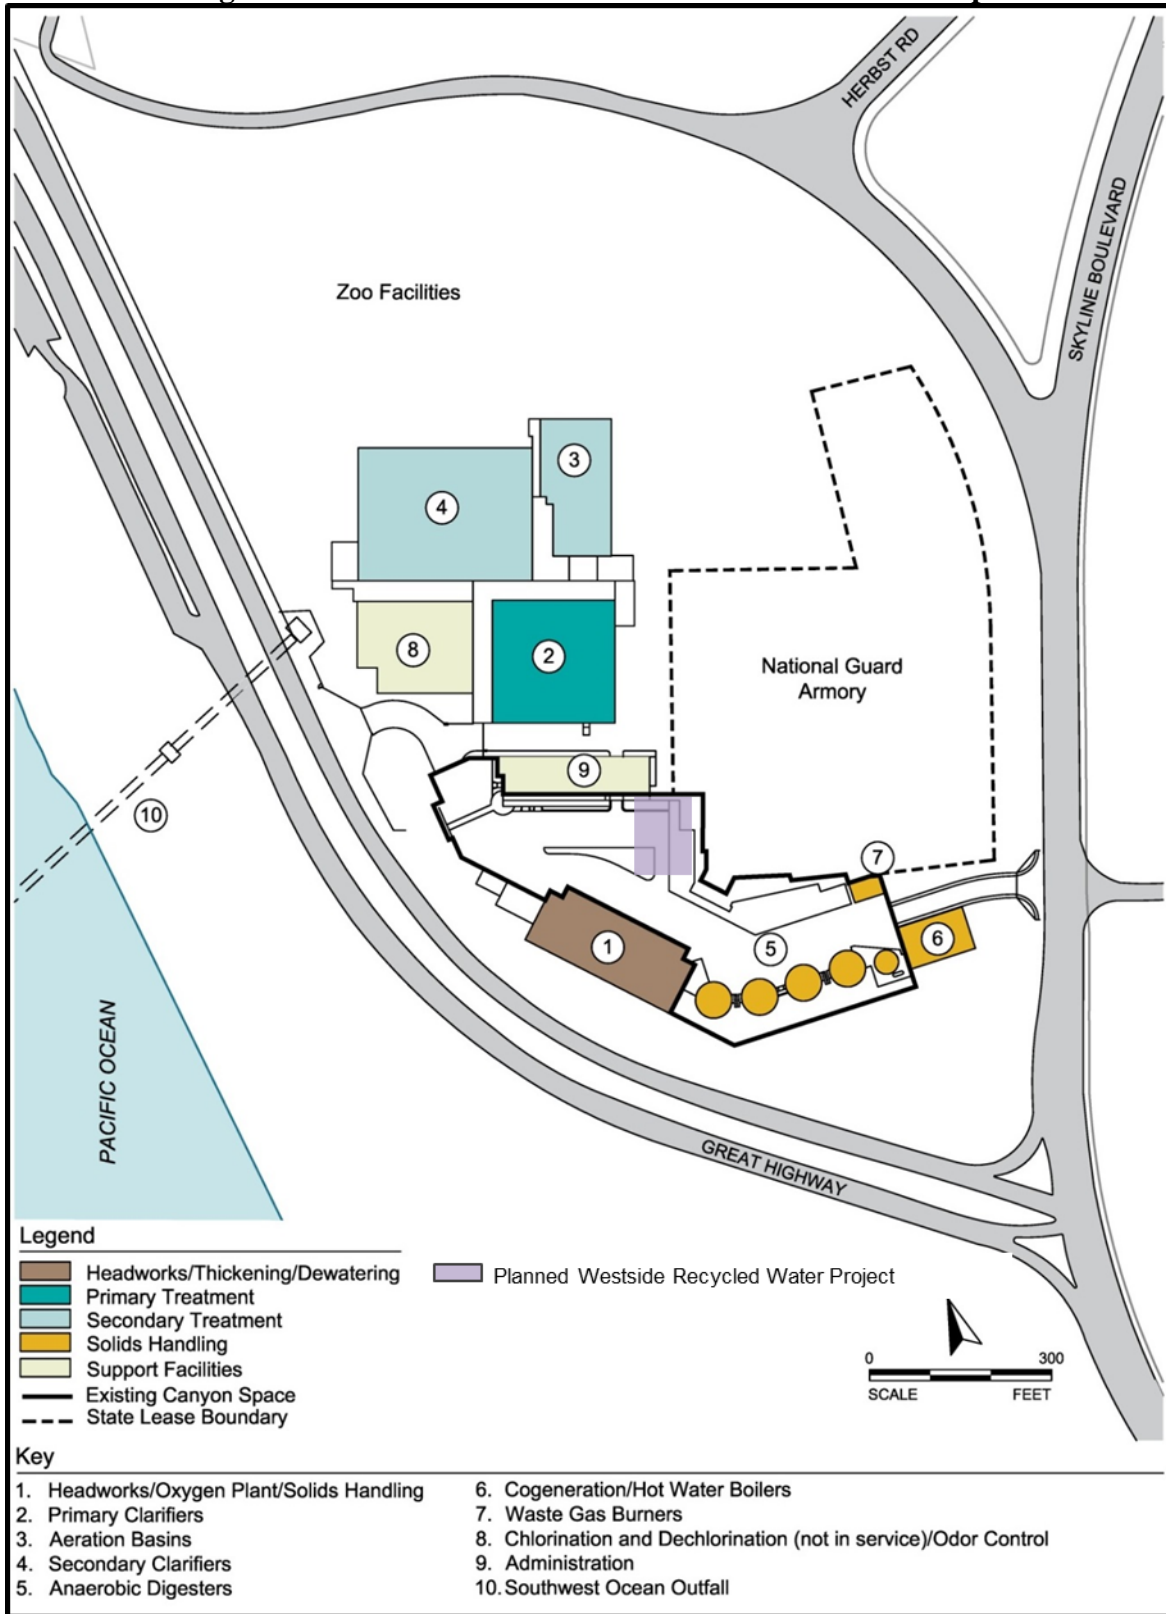 HERBST RD
SKYLINE BOULEVARD
Zoo Facilities
3
4
8
2
National Guard
Armory
9
10
7
1
5
6
PACIFIC OCEAN
GREAT HIGHWAY
Legend
Headworks/Thickening/Dewatering
Planned Westside Recycled Water Project
Primary Treatment
Secondary Treatment
Solids Handling
Support Facilities
Existing Canyon Space
State Lease Boundary
0 300
SCALE FEET
Key
1. Headworks/Oxygen Plant/Solids Handling
2. Primary Clarifiers
3. Aeration Basins
4. Secondary Clarifiers
5. Anaerobic Digesters
6. Cogeneration/Hot Water Boilers
7. Waste Gas Burners
8. Chlorination and Dechlorination (not in service)/Odor Control
9. Administration
10. Southwest Ocean Outfall